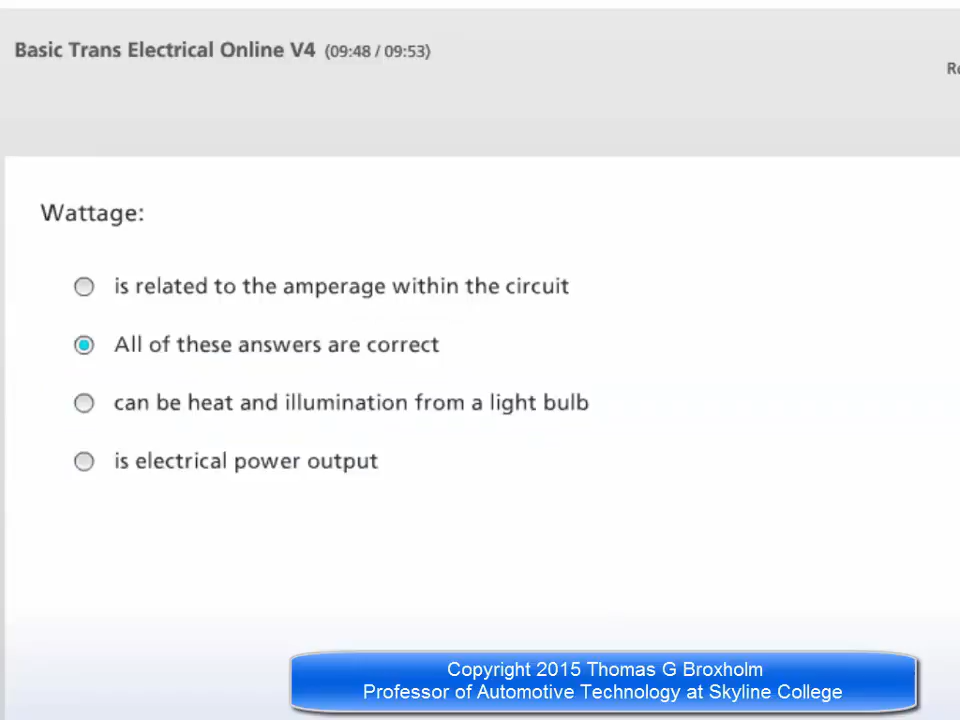 Basic Trans Electrical Online V4 (09:48 / 09:53)
Wattage:
is related to the amperage within the circuit
All of these answers are correct
can be heat and illumination from a light bulb
is electrical power output
Copyright 2015 Thomas G Broxholm
Professor of Automotive Technology at Skyline College